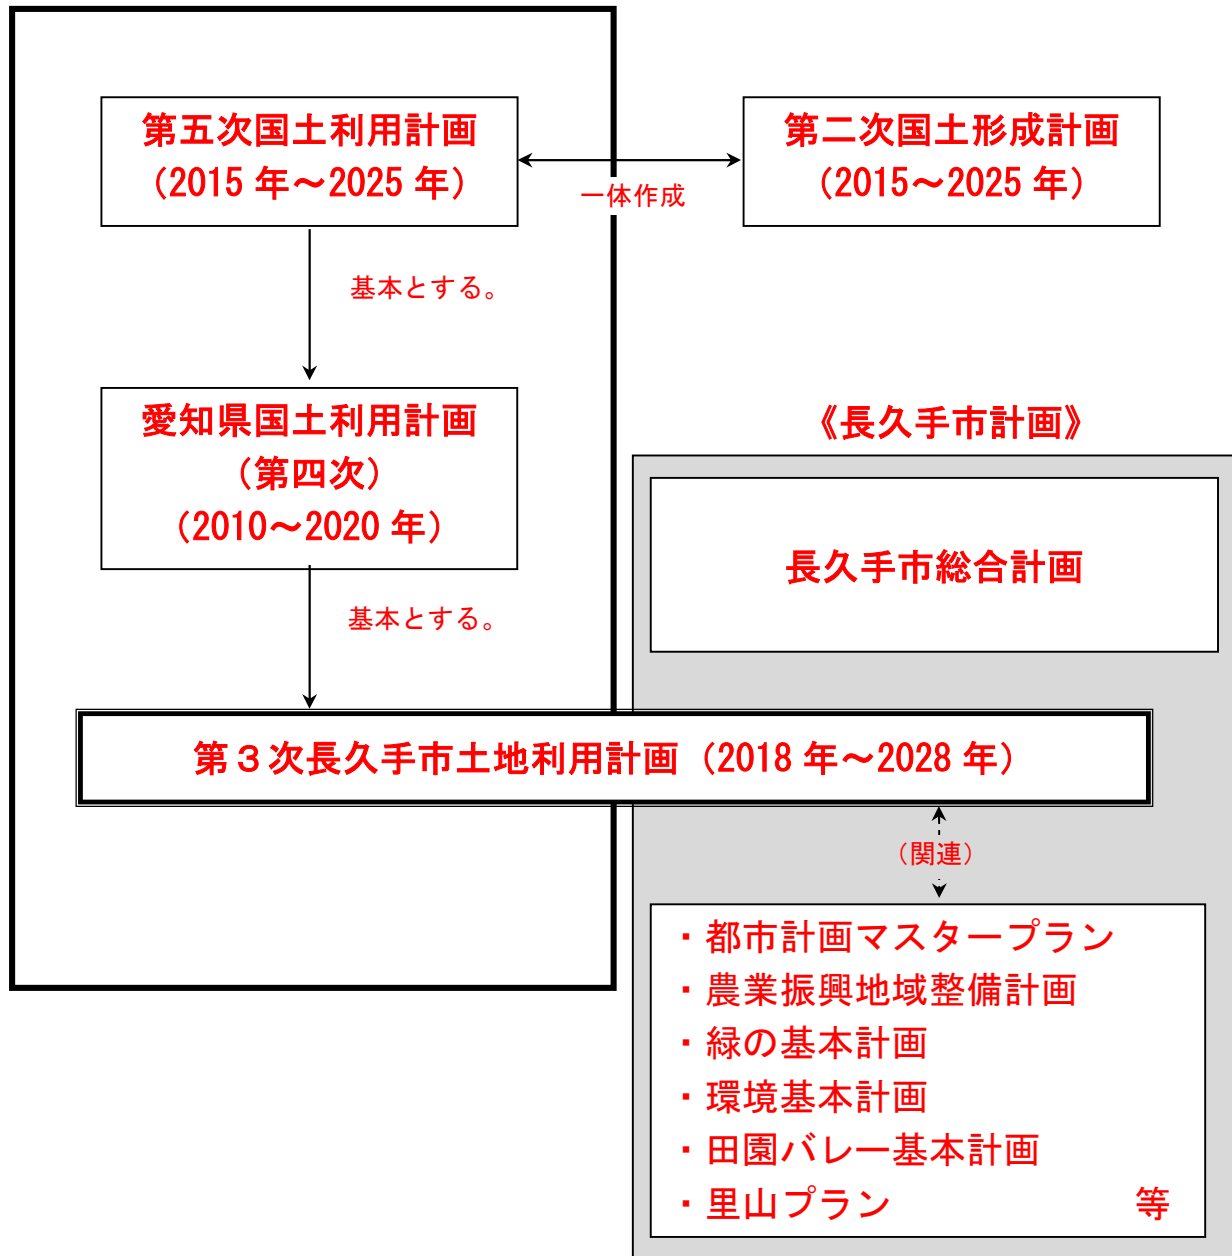 第五次国土利用計画
（2015 年～2025 年）
第二次国土形成計画
（2015～2025 年）
一体作成
基本とする。
愛知県国土利用計画
（第四次）
（2010～2020 年）
《長久手市計画》
長久手市総合計画
基本とする。
第３次長久手市土地利用計画（2018 年～2028 年）
（関連）
・都市計画マスタープラン
・農業振興地域整備計画
・緑の基本計画
・環境基本計画
・田園バレー基本計画
・里山プラン　　　　　　等